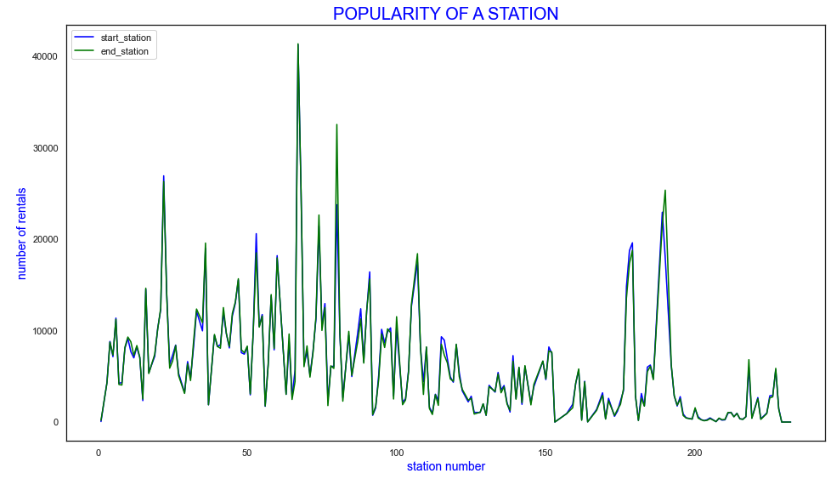 POPULARITY OF A STATION
start_station
end_station
40000
30000
20000
10000
0
number of rentals
0 50 100 150 200
station number